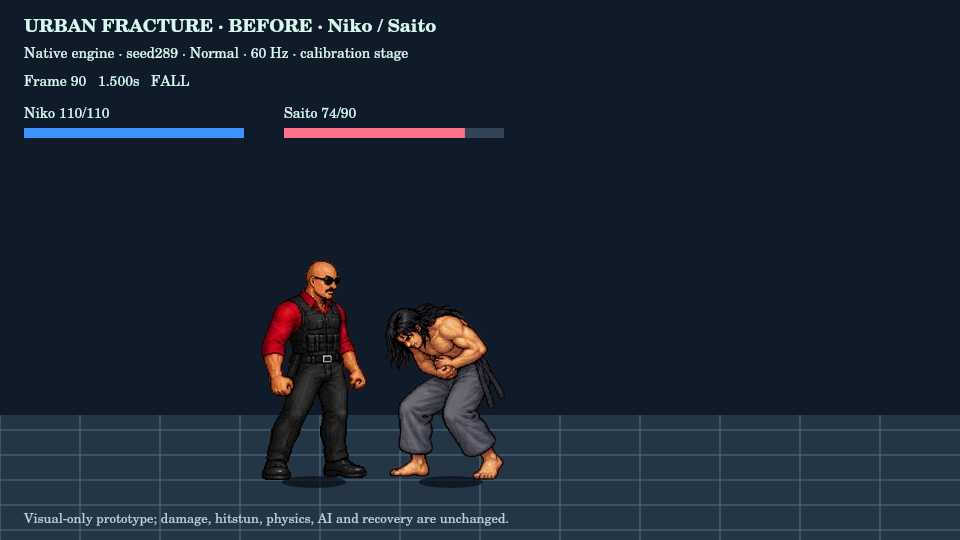 URBAN FRACTURE · BEFORE · Niko / Saito
Native engine · seed289 · Normal · 60 Hz · calibration stage
Frame 90 1.500s FALL
Niko 110/110
Saito 74/90
Visual-only prototype; damage, hitstun, physics, AI and recovery are unchanged.